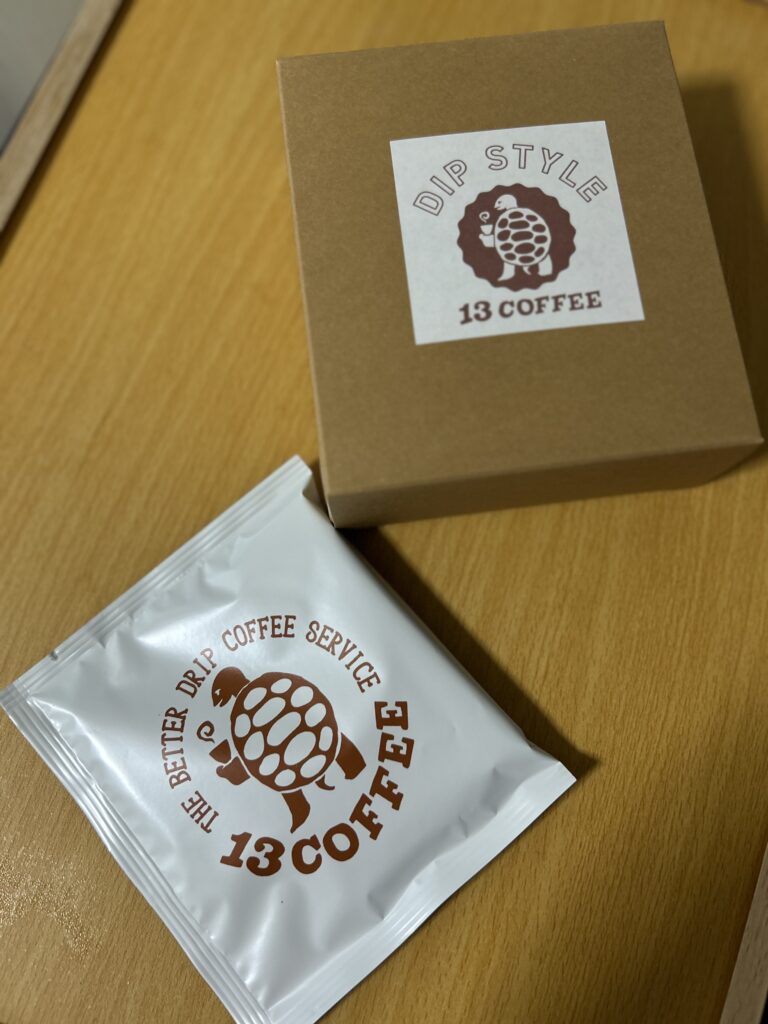 DIP STYLE
13 COFFEE
THE BETTER DRIP COFFEE SERVICE
13 COFFEE